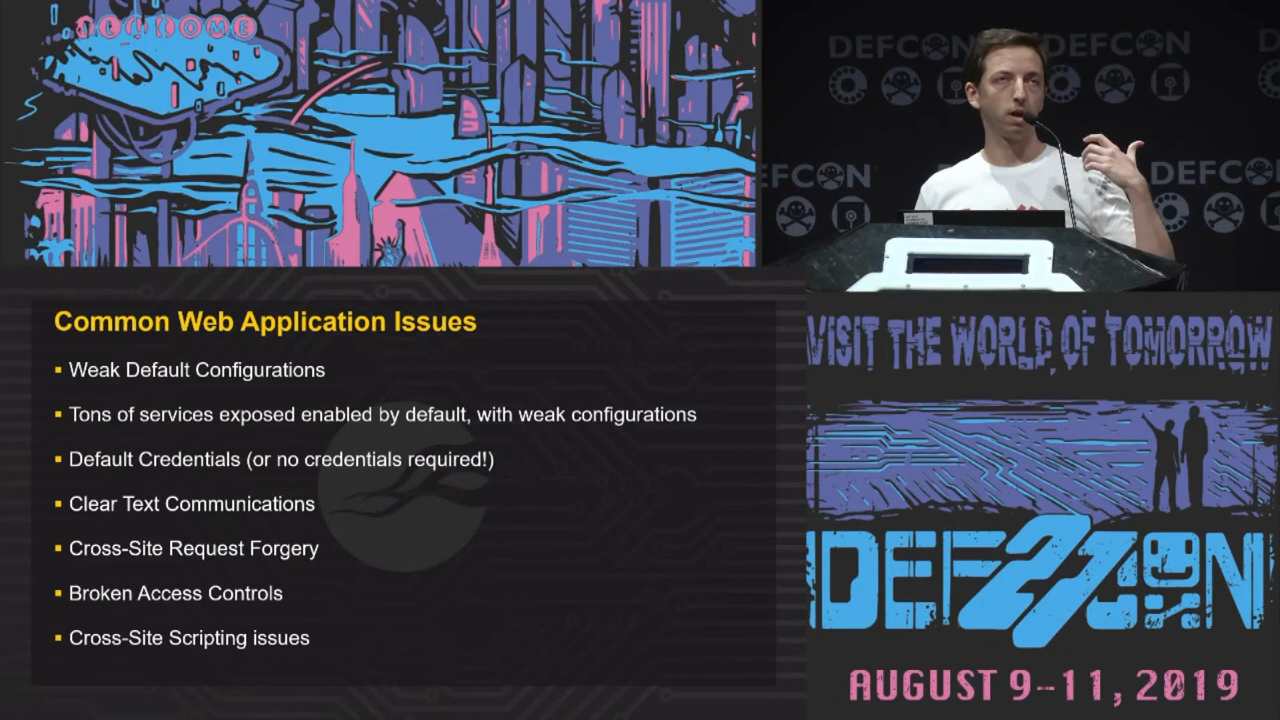 WELCOME
DEFCON DEFCON
DEFCON DEFCON
Common Web Application Issues
▪ Weak Default Configurations
▪ Tons of services exposed enabled by default, with weak configurations
▪ Default Credentials (or no credentials required!)
▪ Clear Text Communications
▪ Cross-Site Request Forgery
▪ Broken Access Controls
▪ Cross-Site Scripting issues
VISIT THE WORLD OF TOMORROW
DEF 27 CON
AUGUST 9-11, 2019